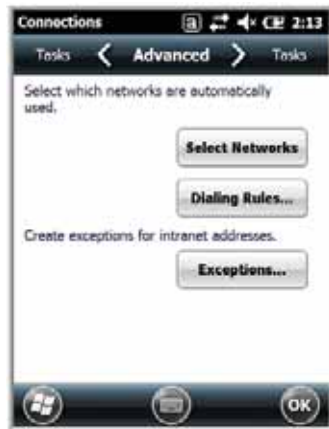 Connections 2:13
Tasks Advanced Tasks
Select which networks are automatically
used.
Select Networks
Dialing Rules...
Create exceptions for intranet addresses.
Exceptions...
OK